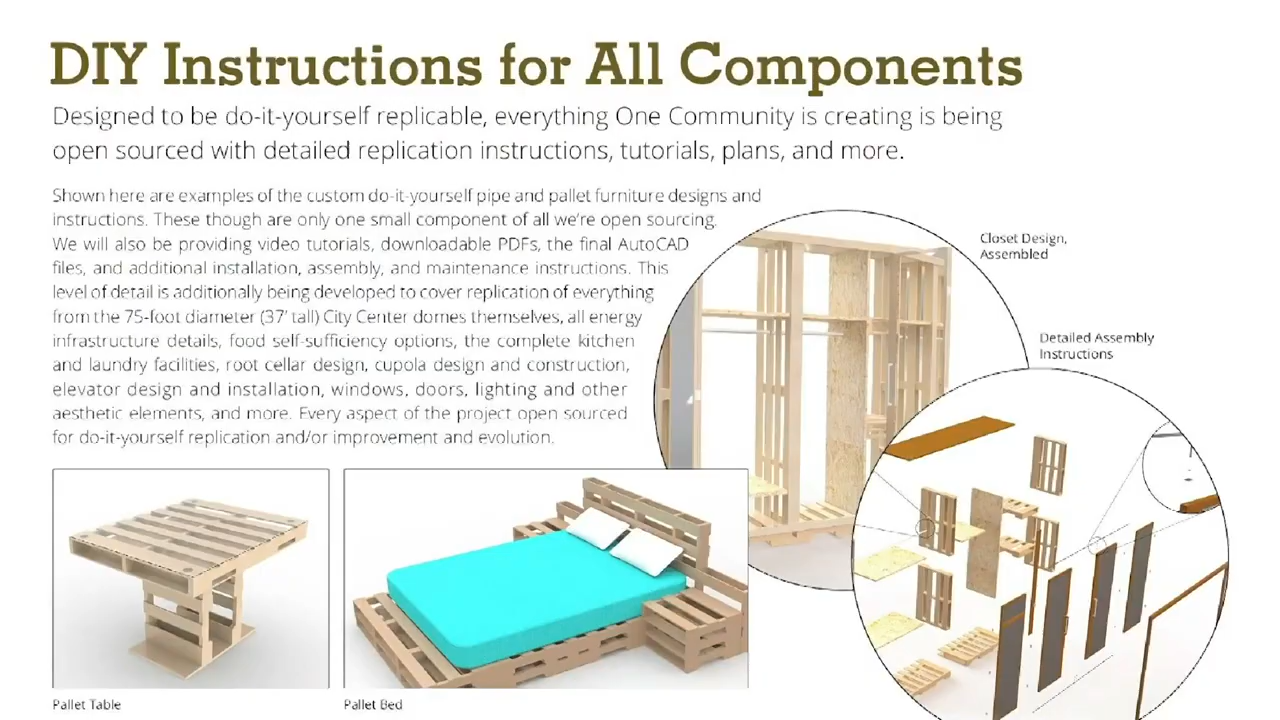 DIY Instructions for All Components
Designed to be do-it-yourself replicable, everything One Community is creating is being
open sourced with detailed replication instructions, tutorials, plans, and more.
Shown here are examples of the custom do-it-yourself pipe and pallet furniture designs and
instructions. These though are only one small component of all we're open sourcing.
We will also be providing video tutorials, downloadable PDFs, the final AutoCAD
files, and additional installation, assembly, and maintenance instructions. This
level of detail is additionally being developed to cover replication of everything
from the 75-foot diameter (37' tall) City Center domes themselves, all energy
infrastructure details, food self-sufficiency options, the complete kitchen
and laundry facilities, root cellar design, cupola design and construction,
elevator design and installation, windows, doors, lighting and other
aesthetic elements, and more. Every aspect of the project open sourced
for do-it-yourself replication and/or improvement and evolution.
Closet Design,
Assembled
Detailed Assembly
Instructions
Pallet Table
Pallet Bed